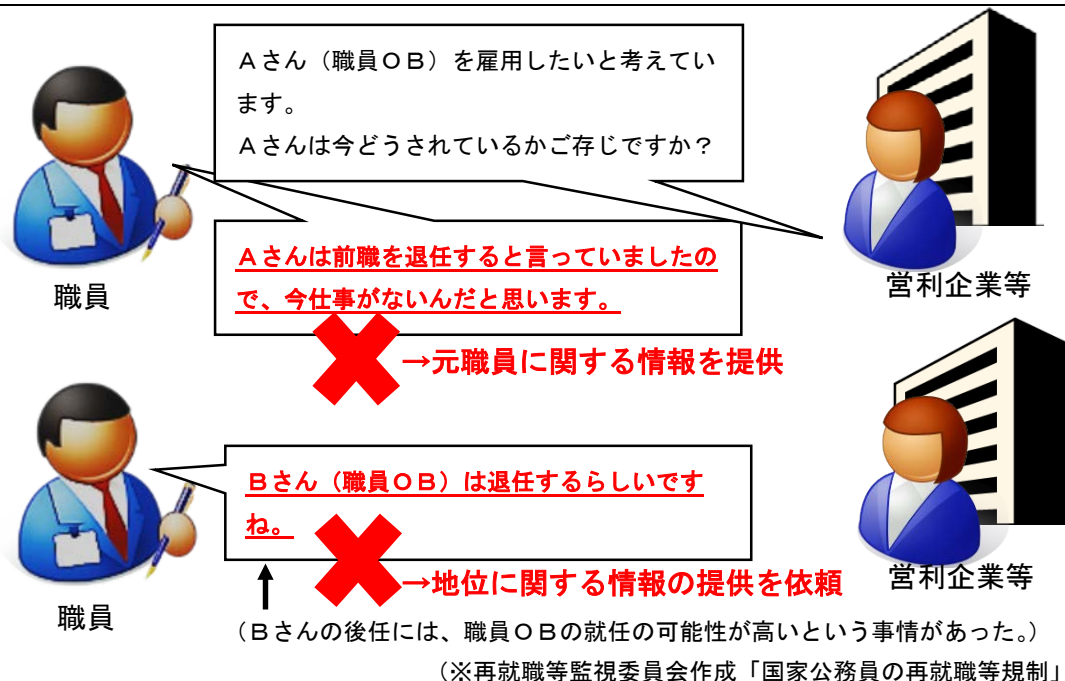 Aさん（職員OB）を雇用したいと考えてい
ます。
Aさんは今どうされているかご存じですか？
Aさんは前職を退任すると言っていましたの
で、今仕事がないんだと思います。
→元職員に関する情報を提供
職員
営利企業等
Bさん（職員OB）は退任するらしいです
ね。
→地位に関する情報の提供を依頼
職員
営利企業等
（Bさんの後任には、職員OBの就任の可能性が高いという事情があった。）
（※再就職等監視委員会作成「国家公務員の再就職等規制」